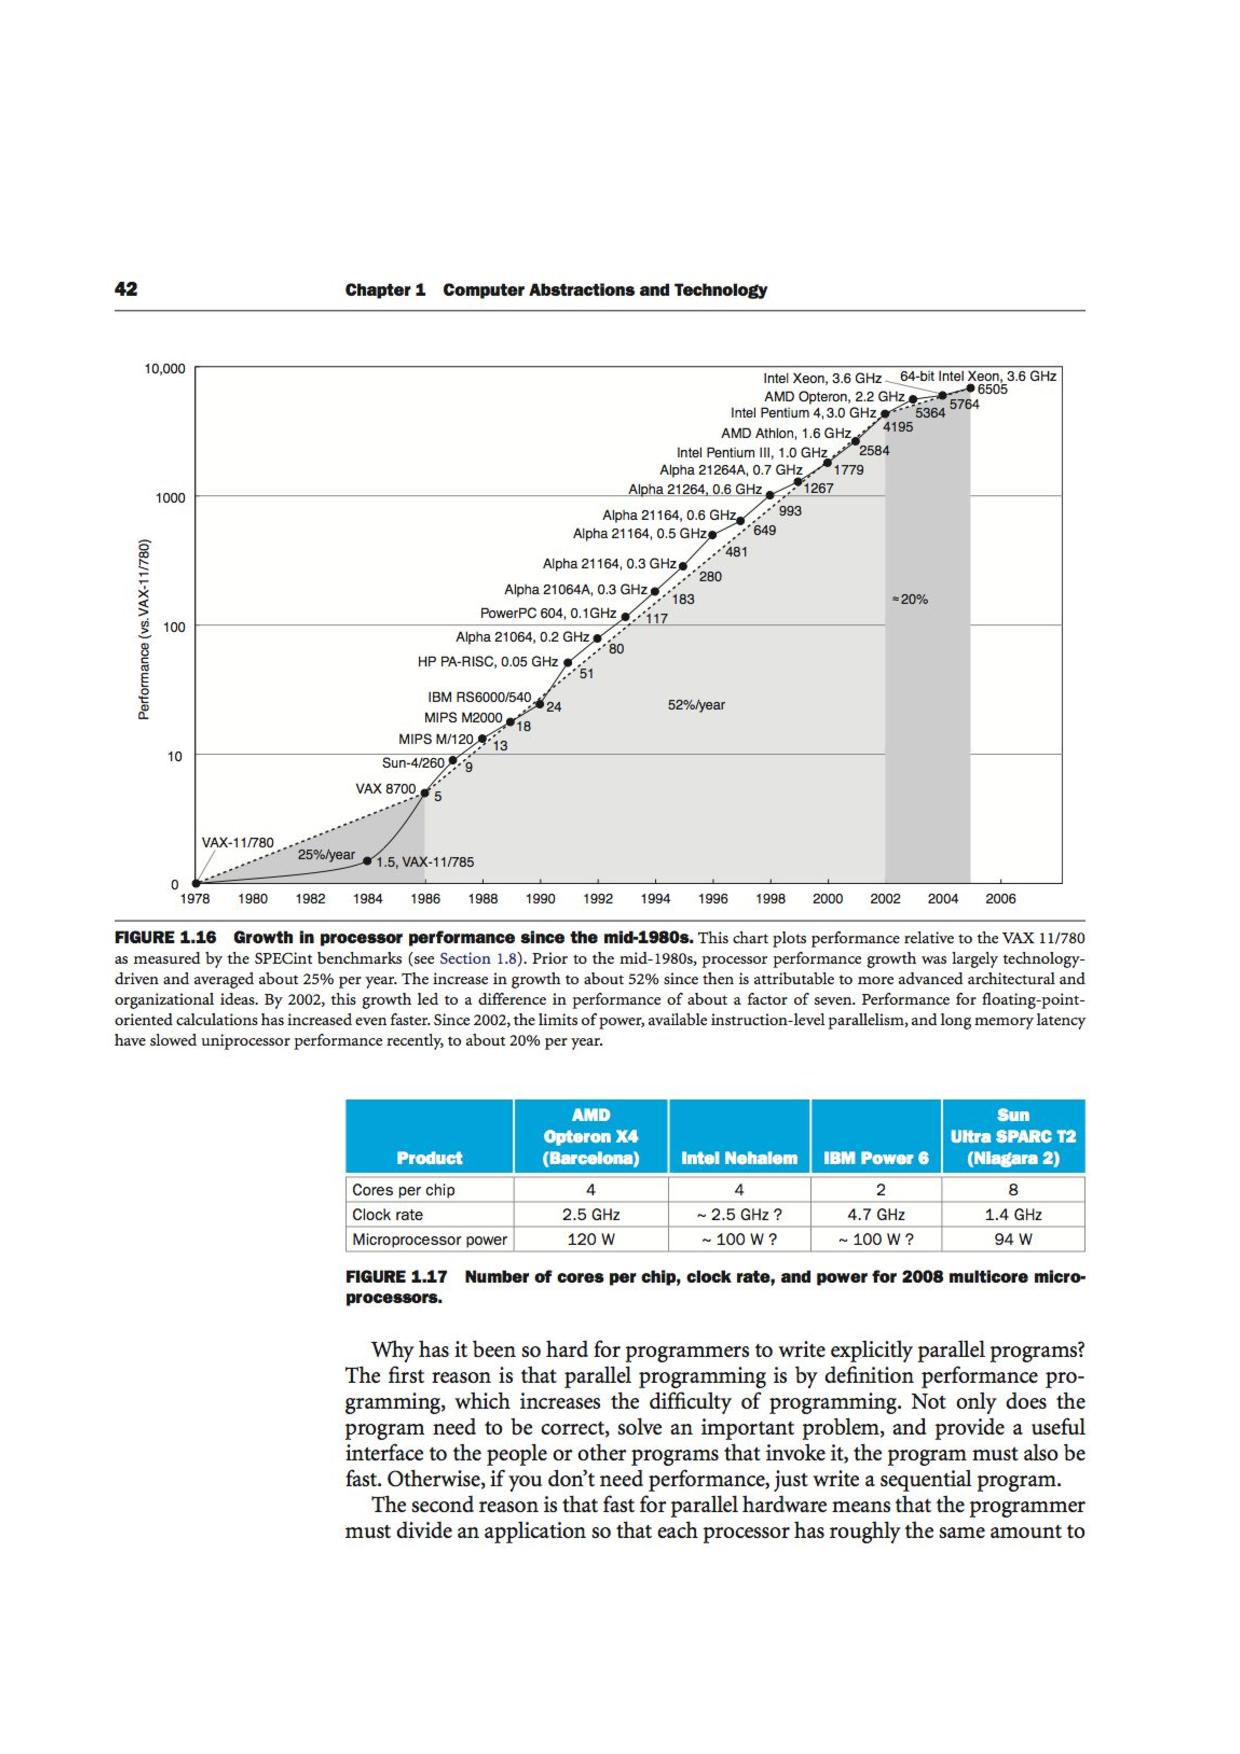 42 Chapter 1 Computer Abstractions and Technology
10,000
1000
100
10
0
Performance (vs. VAX-11/780)
Intel Xeon, 3.6 GHz 64-bit Intel Xeon, 3.6 GHz
6505
AMD Opteron, 2.2 GHz
5764
Intel Pentium 4, 3.0 GHz 5364
AMD Athlon, 1.6 GHz 4195
Intel Pentium III, 1.0 GHz 2584
Alpha 21264A, 0.7 GHz 1779
Alpha 21264, 0.6 GHz 1267
Alpha 21164, 0.6 GHz 993
Alpha 21164, 0.5 GHz 649
481
Alpha 21164, 0.3 GHz 280
Alpha 21064A, 0.3 GHz 183
PowerPC 604, 0.1GHz 117
Alpha 21064, 0.2 GHz 80
HP PA-RISC, 0.05 GHz 51
IBM RS6000/540 24
MIPS M2000 18
MIPS M/120 13
Sun-4/260 9
VAX 8700 5
VAX-11/780
25%/year 1.5, VAX-11/785
52%/year
≈20%
1978 1980 1982 1984 1986 1988 1990 1992 1994 1996 1998 2000 2002 2004 2006
FIGURE 1.16 Growth in processor performance since the mid-1980s. This chart plots performance relative to the VAX 11/780
as measured by the SPECint benchmarks (see Section 1.8). Prior to the mid-1980s, processor performance growth was largely technology-
driven and averaged about 25% per year. The increase in growth to about 52% since then is attributable to more advanced architectural and
organizational ideas. By 2002, this growth led to a difference in performance of about a factor of seven. Performance for floating-point-
oriented calculations has increased even faster. Since 2002, the limits of power, available instruction-level parallelism, and long memory latency
have slowed uniprocessor performance recently, to about 20% per year.
Product AMD Opteron X4 (Barcelona) Intel Nehalem IBM Power 6 Sun Ultra SPARC T2 (Niagara 2)
Cores per chip 4 4 2 8
Clock rate 2.5 GHz ~ 2.5 GHz ? 4.7 GHz 1.4 GHz
Microprocessor power 120 W ~ 100 W ? ~ 100 W ? 94 W
FIGURE 1.17 Number of cores per chip, clock rate, and power for 2008 multicore micro-
processors.
Why has it been so hard for programmers to write explicitly parallel programs?
The first reason is that parallel programming is by definition performance pro-
gramming, which increases the difficulty of programming. Not only does the
program need to be correct, solve an important problem, and provide a useful
interface to the people or other programs that invoke it, the program must also be
fast. Otherwise, if you don't need performance, just write a sequential program.
The second reason is that fast for parallel hardware means that the programmer
must divide an application so that each processor has roughly the same amount to